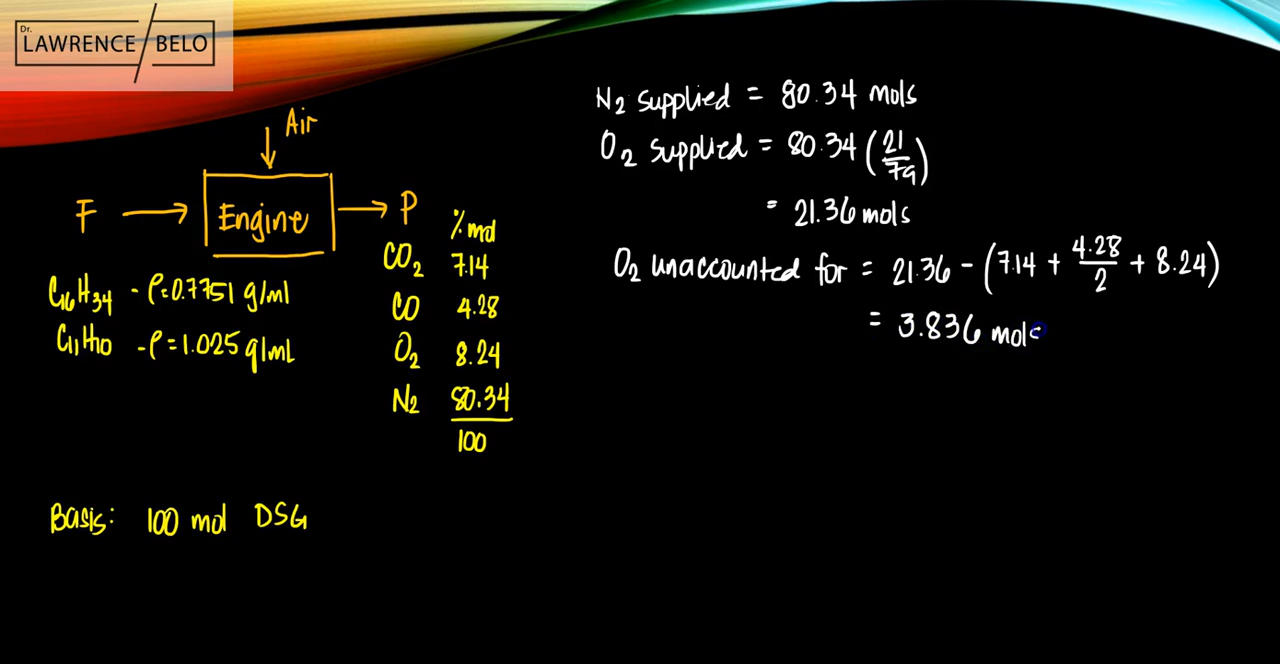 Dr.
LAWRENCE / BELO
Air
F → Engine → P
% mol
CO₂ 7.14
CO 4.28
O₂ 8.24
N₂ 80.34
100
C₁₆H₃₄ - ρ=0.7751 g/ml
C₁₁H₁₀ - ρ=1.025 g/mL
Basis: 100 mol DSG
N₂ supplied = 80.34 mols
O₂ supplied = 80.34 (21/79)
= 21.36 mols
O₂ unaccounted for = 21.36 - (7.14 + 4.28/2 + 8.24)
= 3.836 mols